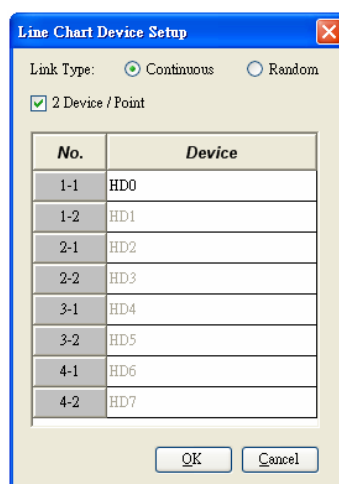 Line Chart Device Setup
Link Type: Continuous Random
2 Device / Point
No. Device
1-1 HD0
1-2 HD1
2-1 HD2
2-2 HD3
3-1 HD4
3-2 HD5
4-1 HD6
4-2 HD7
OK Cancel